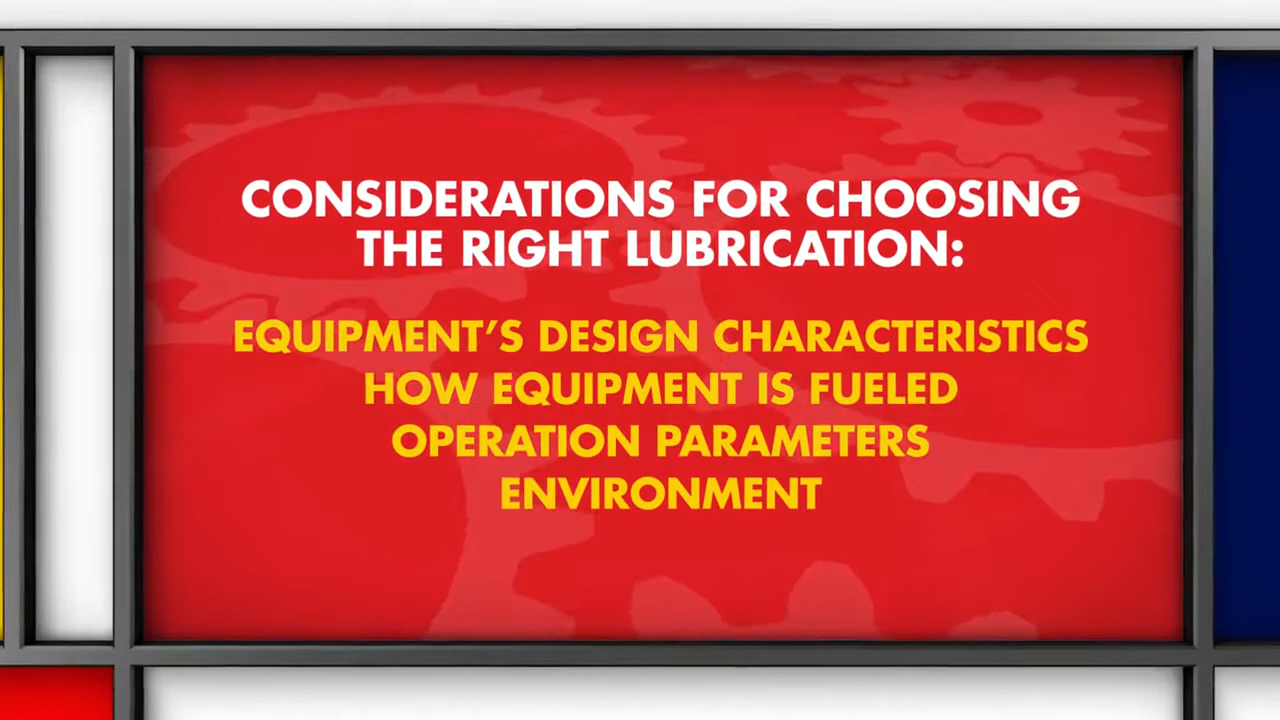 CONSIDERATIONS FOR CHOOSING
THE RIGHT LUBRICATION:
EQUIPMENT’S DESIGN CHARACTERISTICS
HOW EQUIPMENT IS FUELED
OPERATION PARAMETERS
ENVIRONMENT